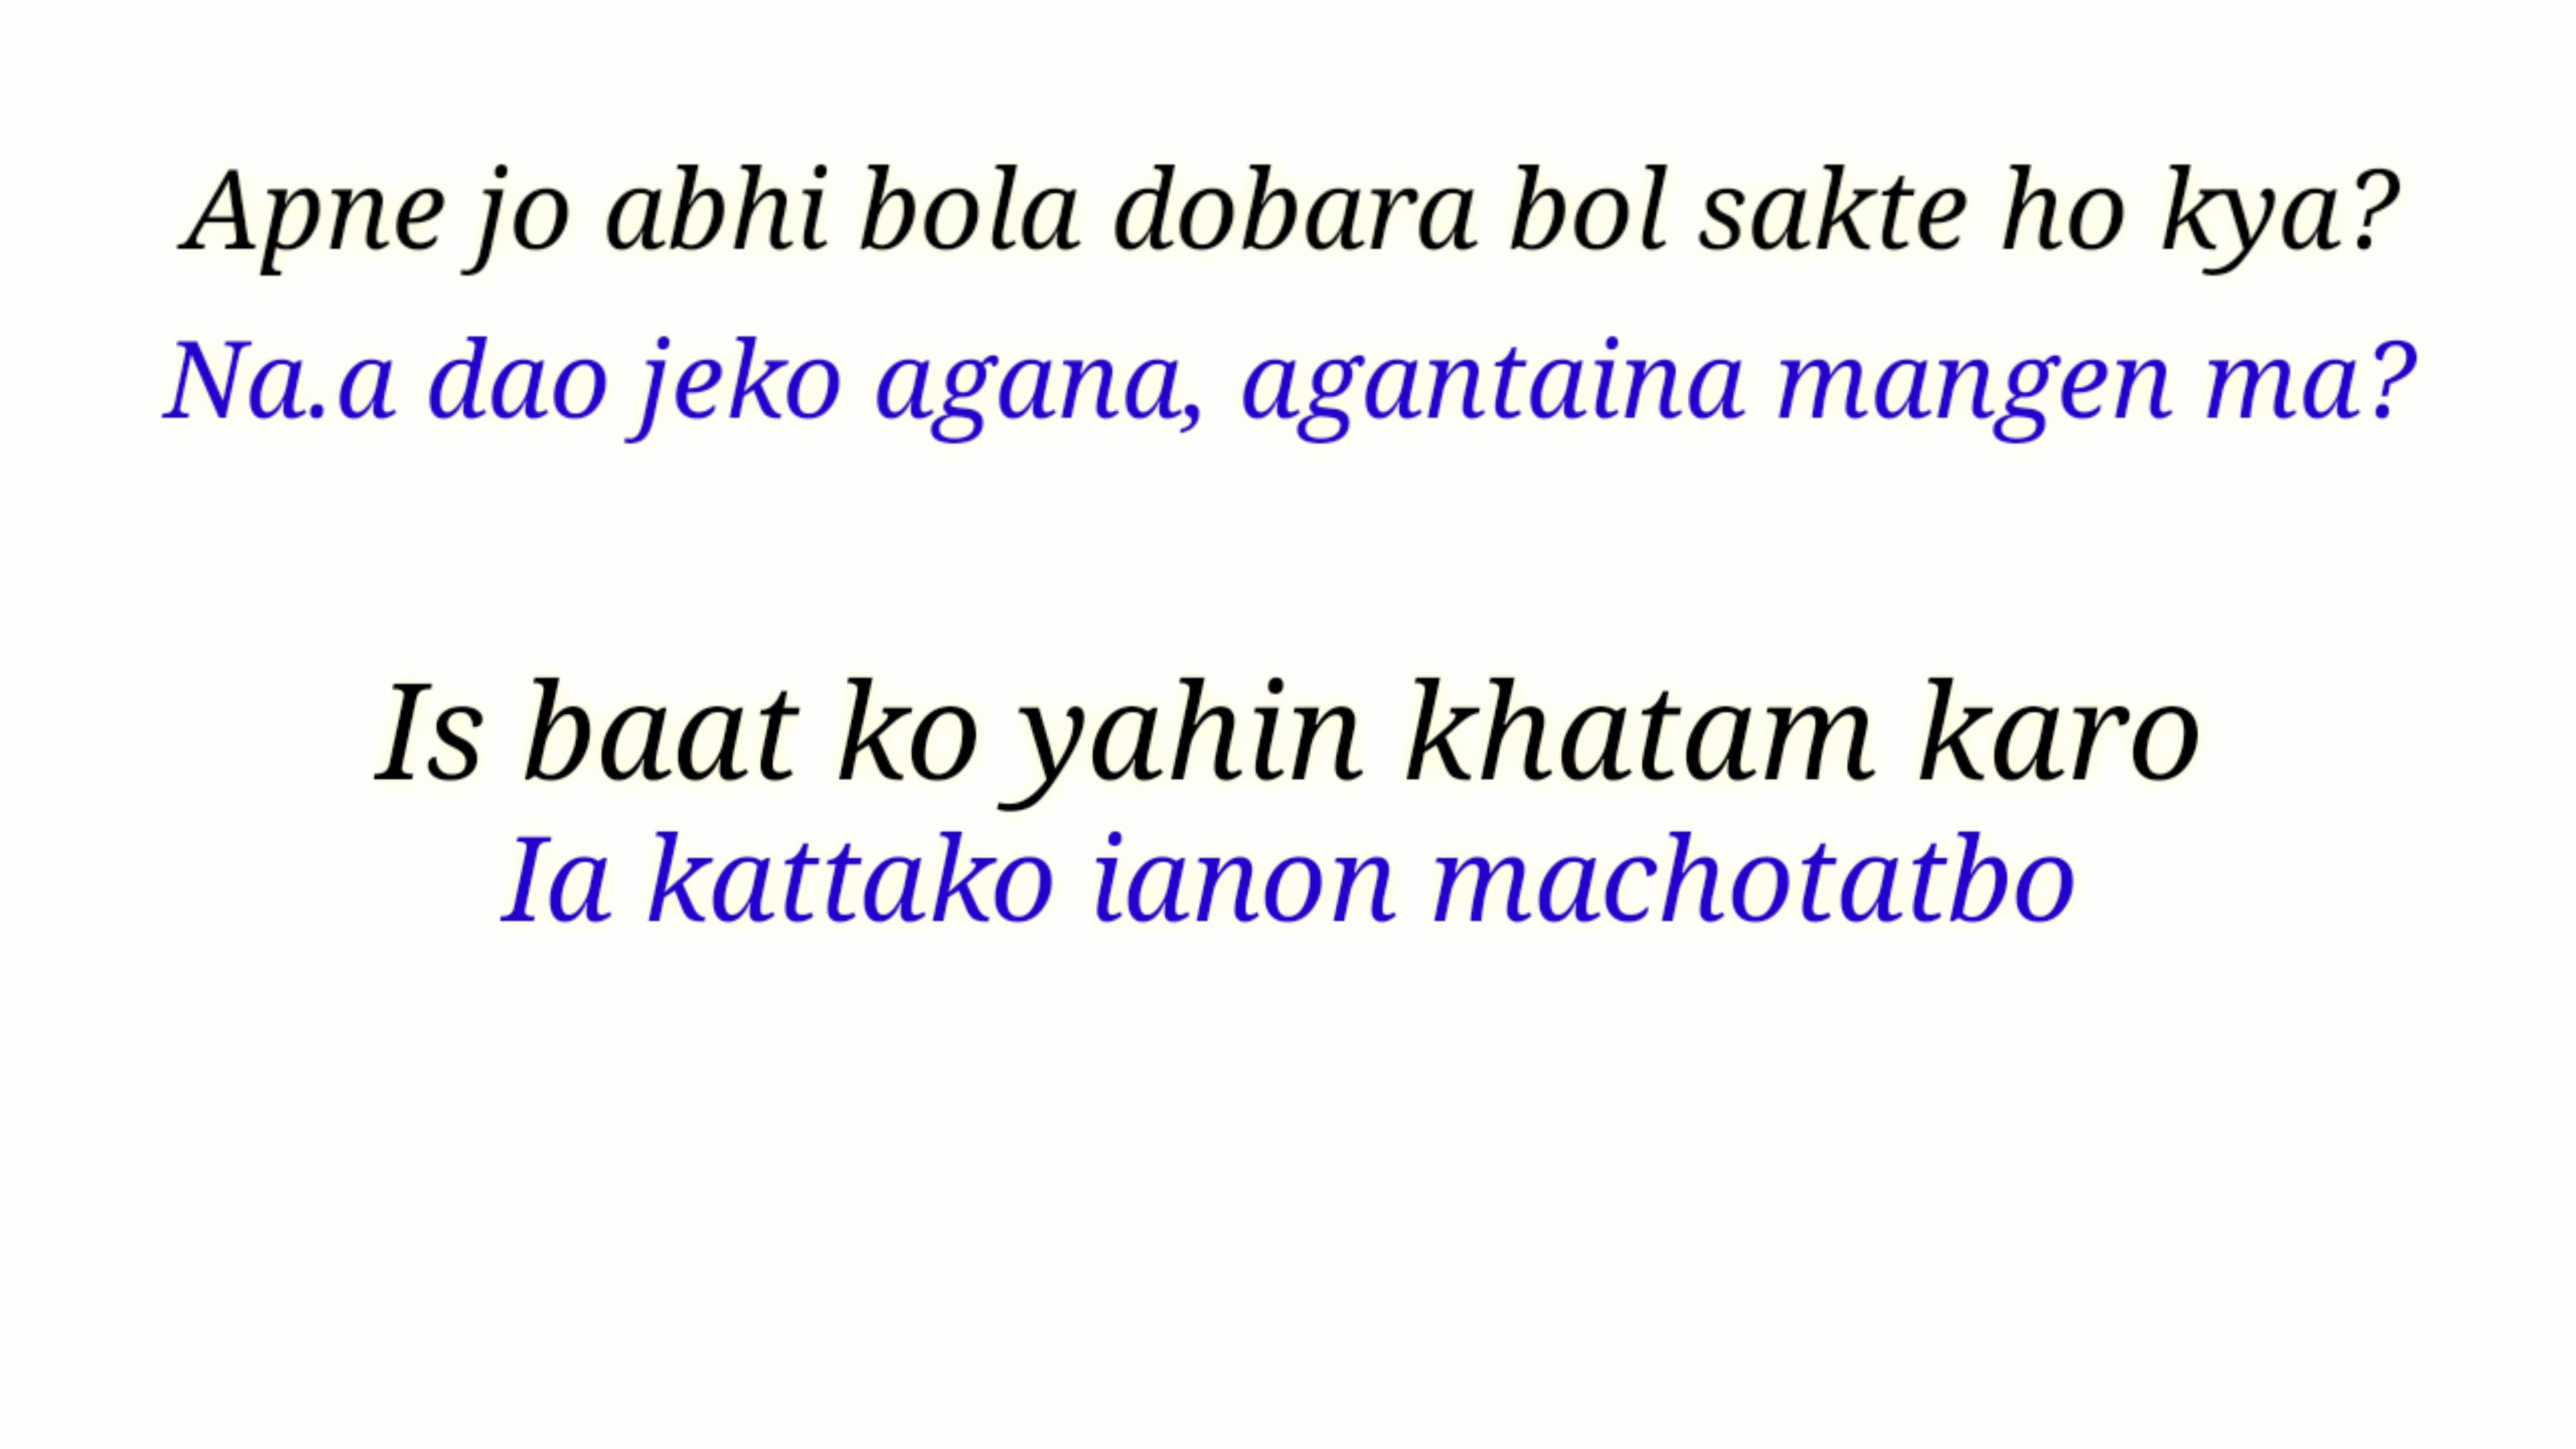 Apne jo abhi bola dobara bol sakte ho kya?
Na.a dao jeko agana, agantaina mangen ma?
Is baat ko yahin khatam karo
Ia kattako ianon machotatbo